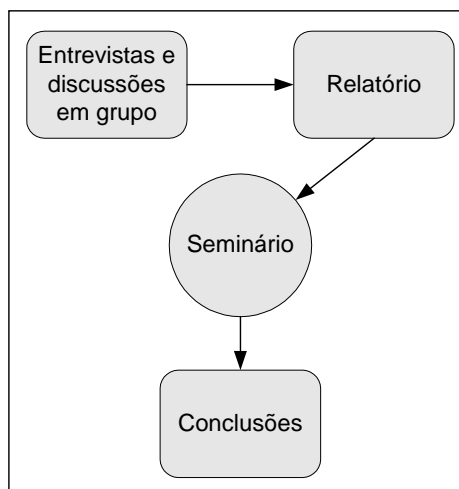 Entrevistas e
discussões
em grupo
Relatório
Seminário
Conclusões